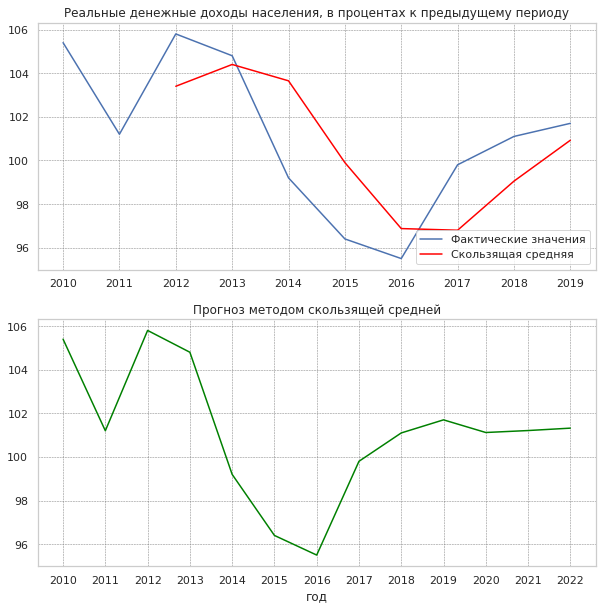 Реальные денежные доходы населения, в процентах к предыдущему периоду
106
104
102
100
98
96
Фактические значения
Скользящая средняя
2010 2011 2012 2013 2014 2015 2016 2017 2018 2019
Прогноз методом скользящей средней
106
104
102
100
98
96
2010 2011 2012 2013 2014 2015 2016 2017 2018 2019 2020 2021 2022
год